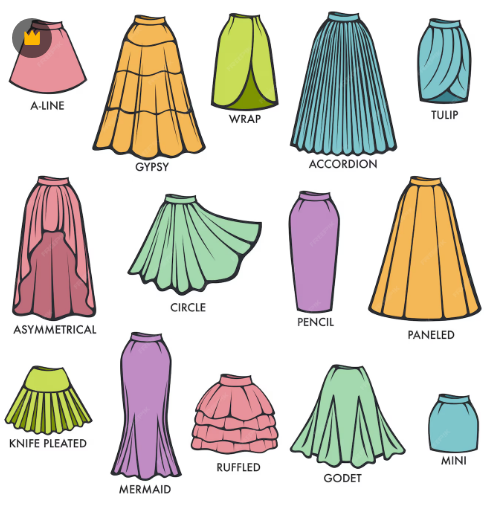 A-LINE
GYPSY
WRAP
ACCORDION
TULIP
ASYMMETRICAL
CIRCLE
PENCIL
PANELED
KNIFE PLEATED
MERMAID
RUFFLED
GODET
MINI